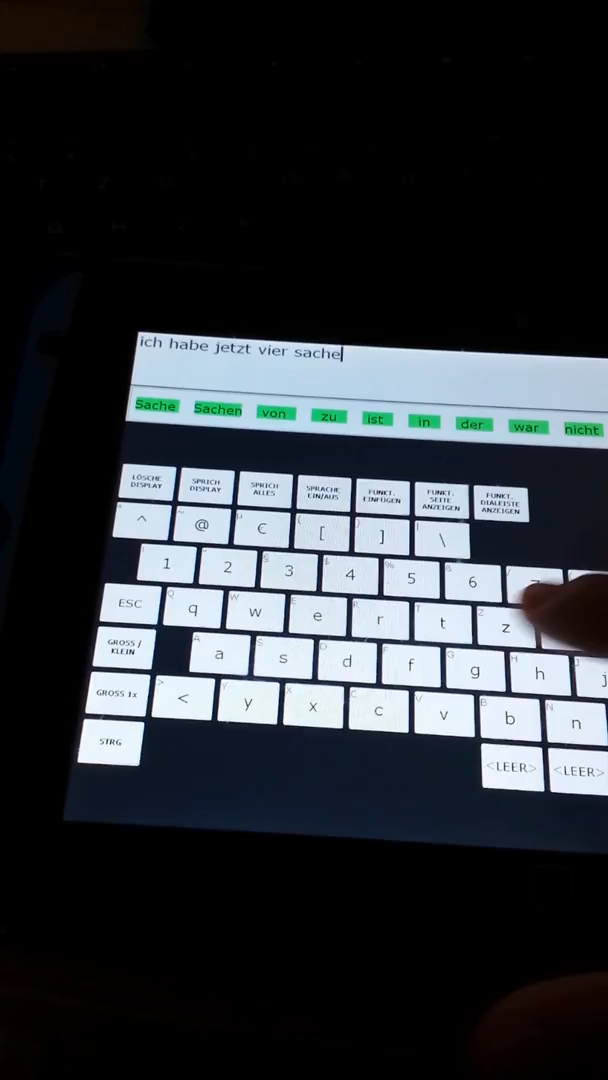 ich habe jetzt vier sache
Sache Sachen von zu ist in der war nicht
LÖSCHE DISPLAY SPRICH DISPLAY SPRICH ALLES SPRACHE EIN/AUS FUNKT. EINFÜGEN FUNKT. SEITE ANZEIGEN FUNKT. DIALEISTE ANZEIGEN
^ @ € [ ] \
1 2 3 4 5 6
ESC q w e r t z
GROSS / KLEIN a s d f g h j
GROSS 1x < y x c v b n
STRG <LEER> <LEER>